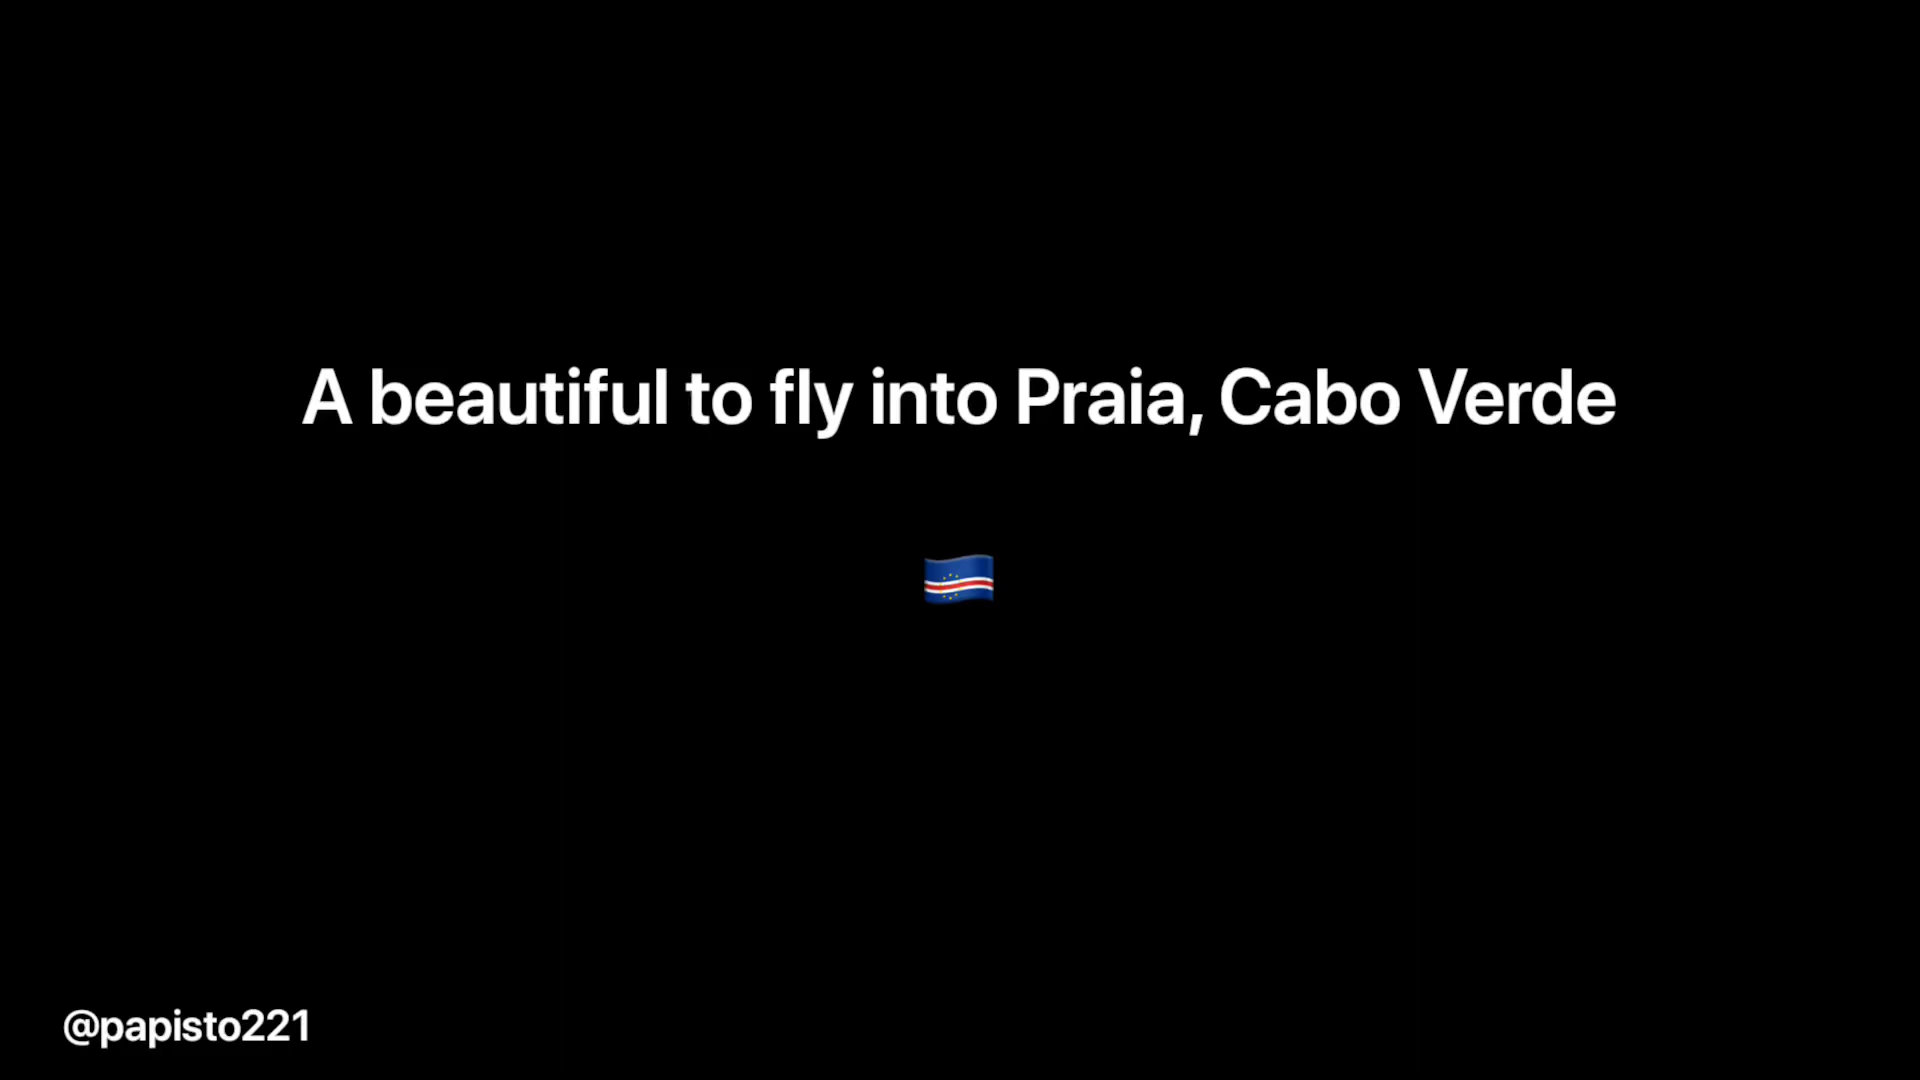 A beautiful to fly into Praia, Cabo Verde
🇨🇻
@papisto221